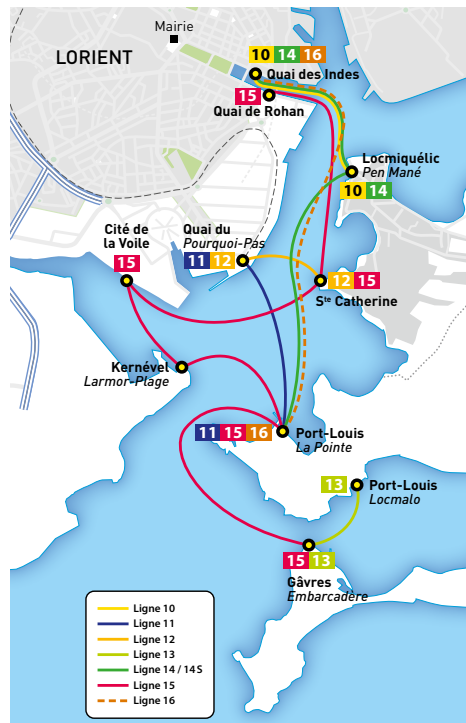 Mairie
LORIENT
10 14 16
Quai des Indes
15
Quai de Rohan
Locmiquélic
Pen Mané
10 14
Cité de
la Voile
15
Quai du
Pourquoi-Pas
11 12
12 15
Ste Catherine
Kernével
Larmor-Plage
11 15 16
Port-Louis
La Pointe
13
Port-Louis
Locmalo
15 13
Gâvres
Embarcadère
Ligne 10
Ligne 11
Ligne 12
Ligne 13
Ligne 14 / 14 S
Ligne 15
Ligne 16